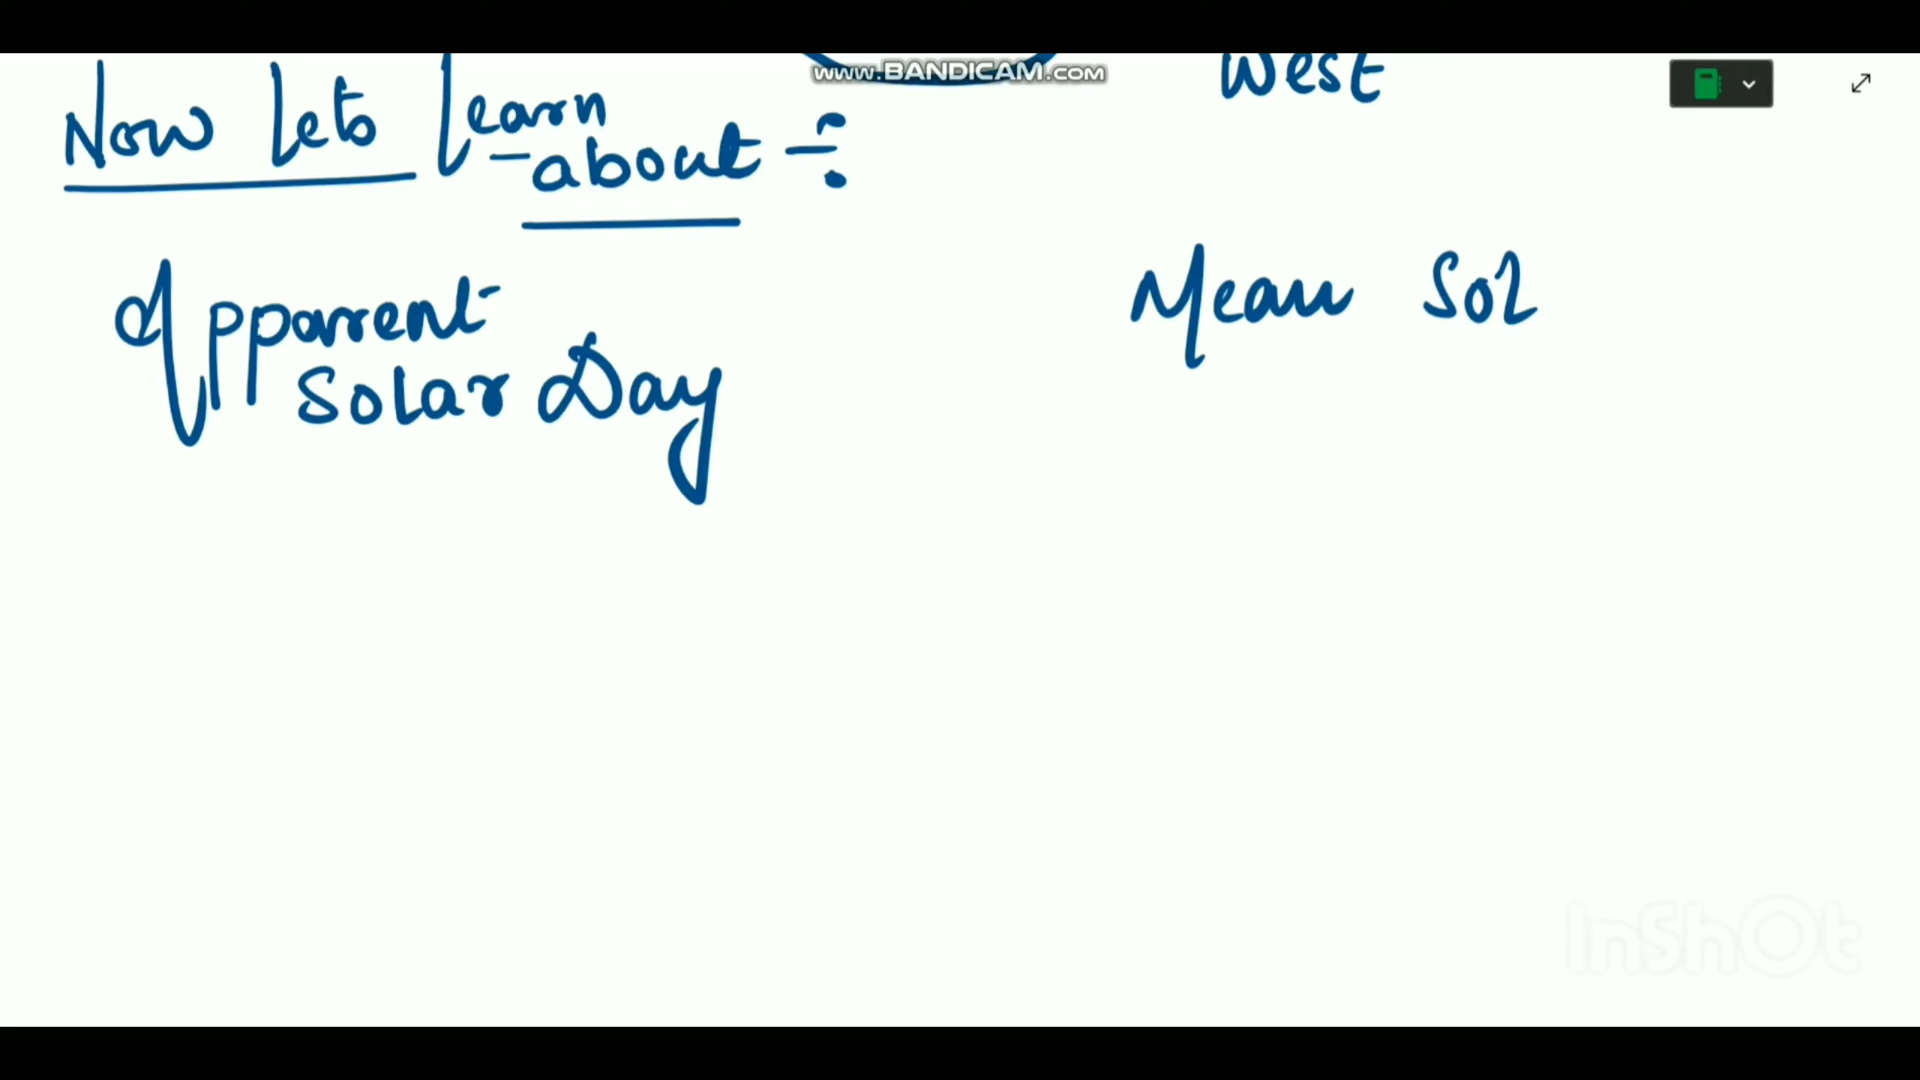 www.BANDICAM.com
West
Now lets learn
about ÷
Apparent
Solar Day
Mean Sol
InShOt